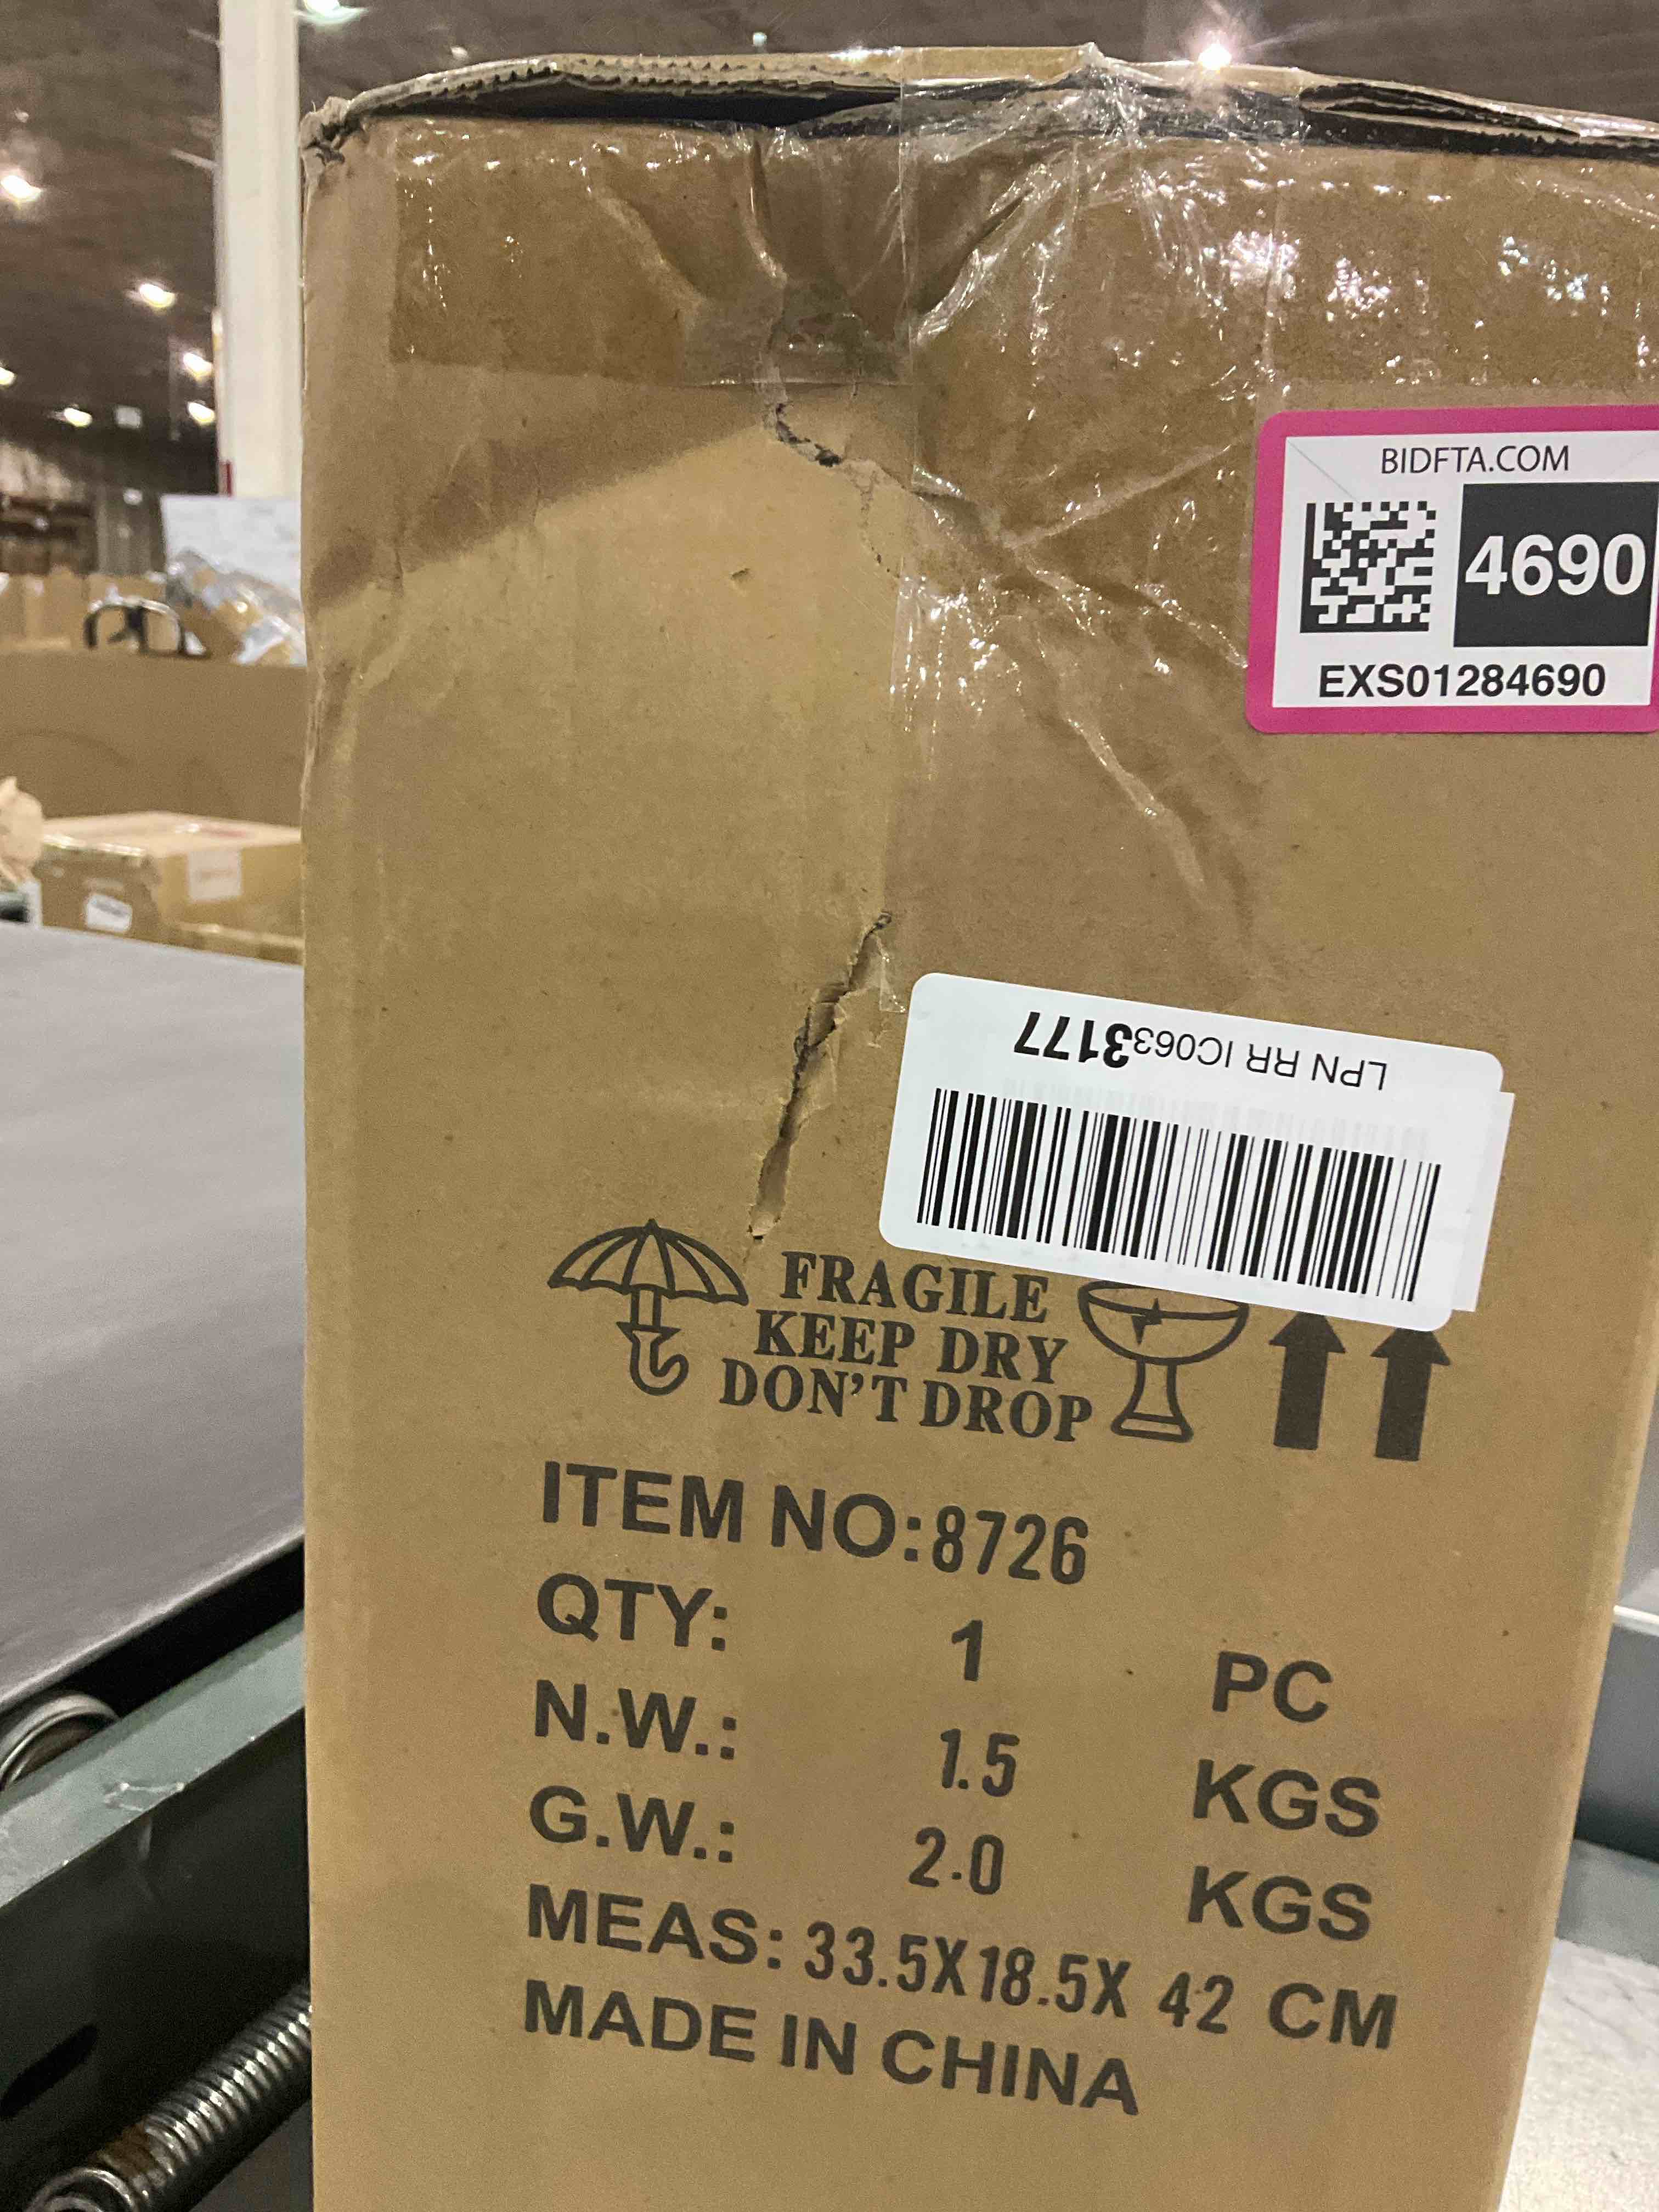 BIDFTA.COM
4690
EXS01284690
LPN RR IC0633177
FRAGILE
KEEP DRY
DON'T DROP
ITEM NO:8726
QTY: 1 PC
N.W.: 1.5 KGS
G.W.: 2.0 KGS
MEAS: 33.5X18.5X 42 CM
MADE IN CHINA